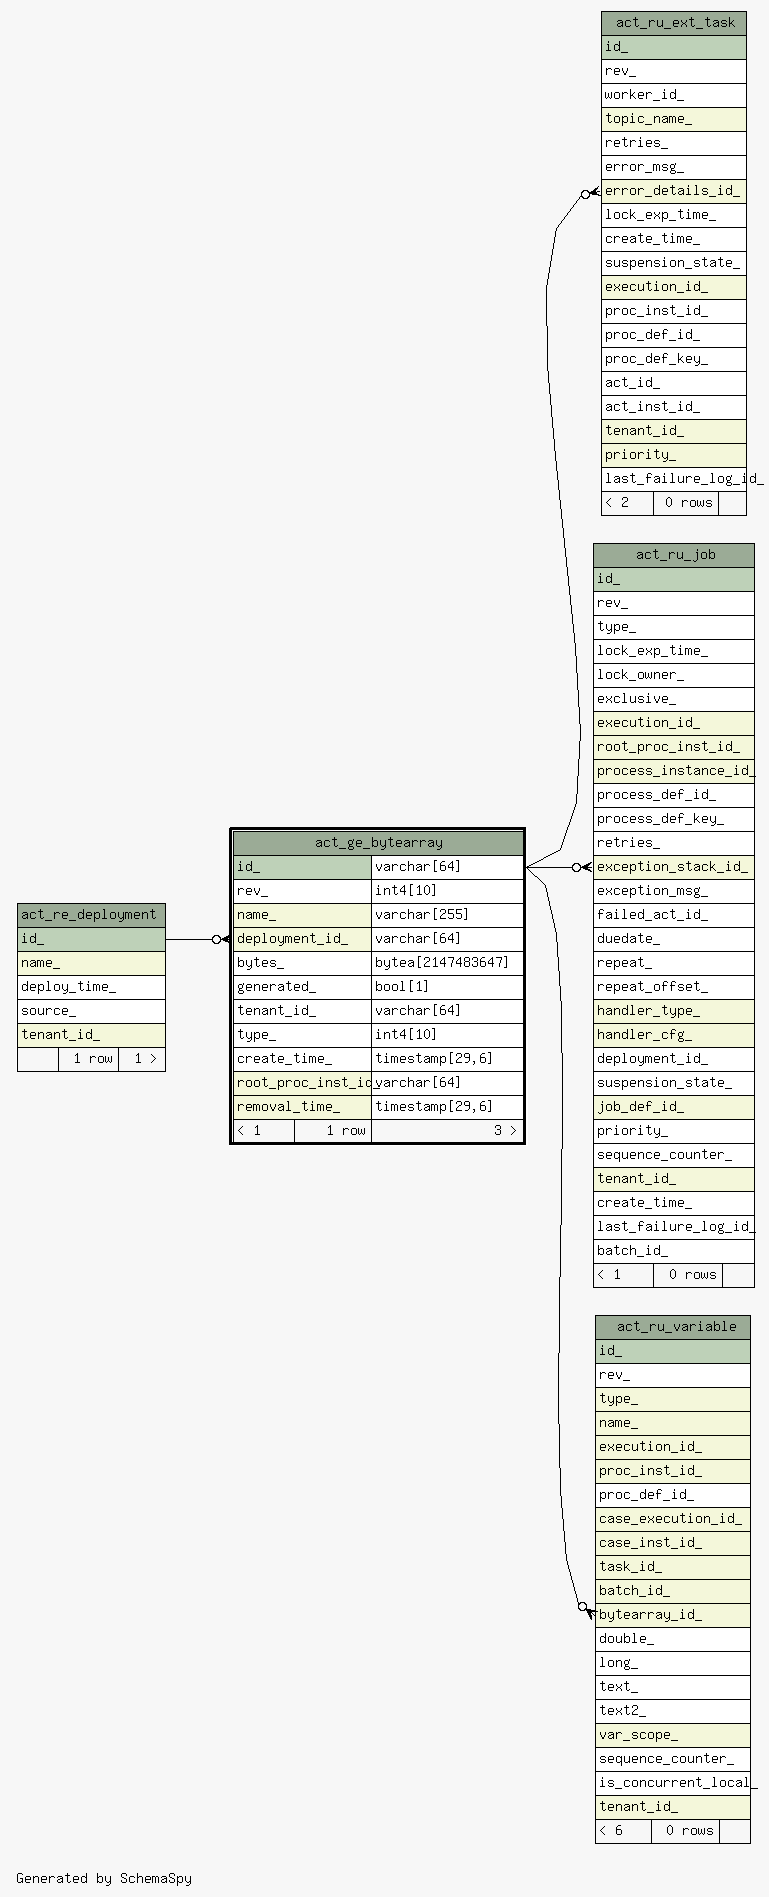 act_ru_ext_task
id_
rev_
worker_id_
topic_name_
retries_
error_msg_
error_details_id_
lock_exp_time_
create_time_
suspension_state_
execution_id_
proc_inst_id_
proc_def_id_
proc_def_key_
act_id_
act_inst_id_
tenant_id_
priority_
last_failure_log_id_
< 2 0 rows
act_ru_job
id_
rev_
type_
lock_exp_time_
lock_owner_
exclusive_
execution_id_
root_proc_inst_id_
process_instance_id_
process_def_id_
process_def_key_
retries_
exception_stack_id_
exception_msg_
failed_act_id_
duedate_
repeat_
repeat_offset_
handler_type_
handler_cfg_
deployment_id_
suspension_state_
job_def_id_
priority_
sequence_counter_
tenant_id_
create_time_
last_failure_log_id_
batch_id_
< 1 0 rows
act_ge_bytearray
id_ varchar[64]
rev_ int4[10]
name_ varchar[255]
deployment_id_ varchar[64]
bytes_ bytea[2147483647]
generated_ bool[1]
tenant_id_ varchar[64]
type_ int4[10]
create_time_ timestamp[29,6]
root_proc_inst_id_ varchar[64]
removal_time_ timestamp[29,6]
< 1 1 row 3 >
act_re_deployment
id_
name_
deploy_time_
source_
tenant_id_
1 row 1 >
act_ru_variable
id_
rev_
type_
name_
execution_id_
proc_inst_id_
proc_def_id_
case_execution_id_
case_inst_id_
task_id_
batch_id_
bytearray_id_
double_
long_
text_
text2_
var_scope_
sequence_counter_
is_concurrent_local_
tenant_id_
< 6 0 rows
Generated by SchemaSpy